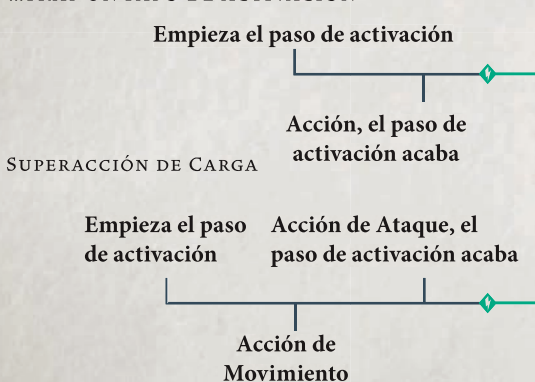 Empieza el paso de activación
Acción, el paso de
activación acaba
Superacción de Carga
Empieza el paso
de activación
Acción de Ataque, el
paso de activación acaba
Acción de
Movimiento